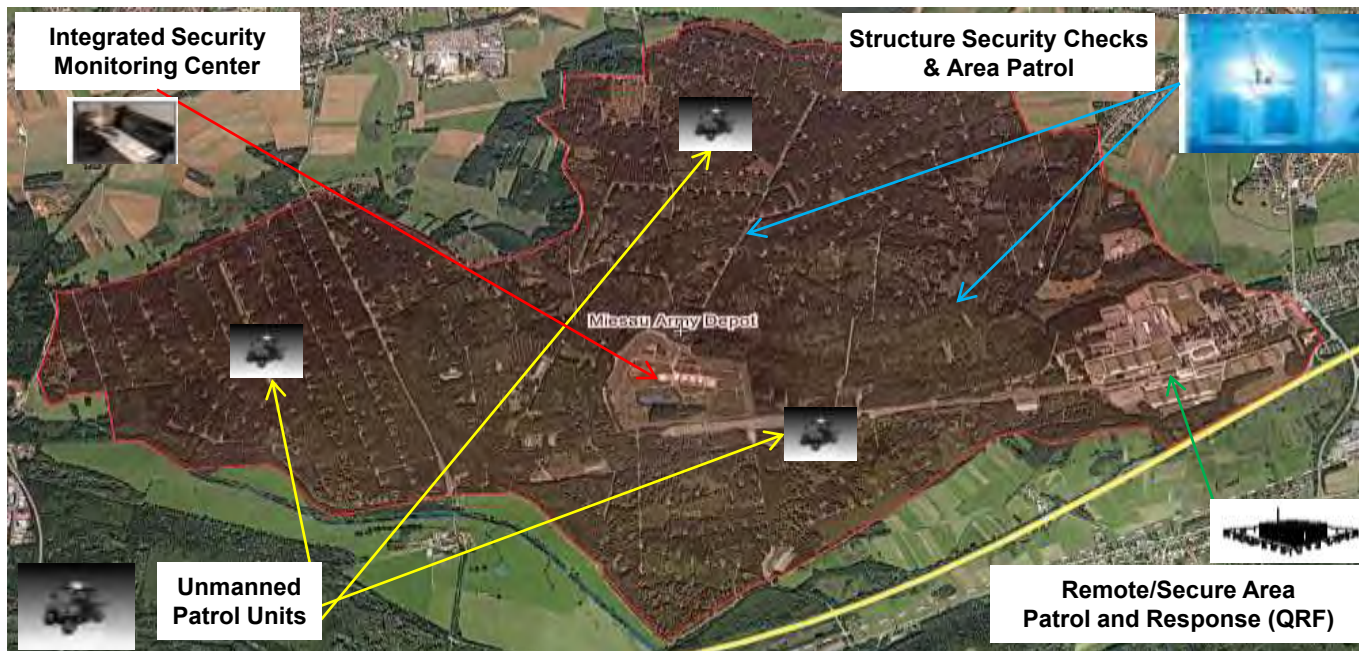 Integrated Security
Monitoring Center
Structure Security Checks
& Area Patrol
Miesau Army Depot
Unmanned
Patrol Units
Remote/Secure Area
Patrol and Response (QRF)